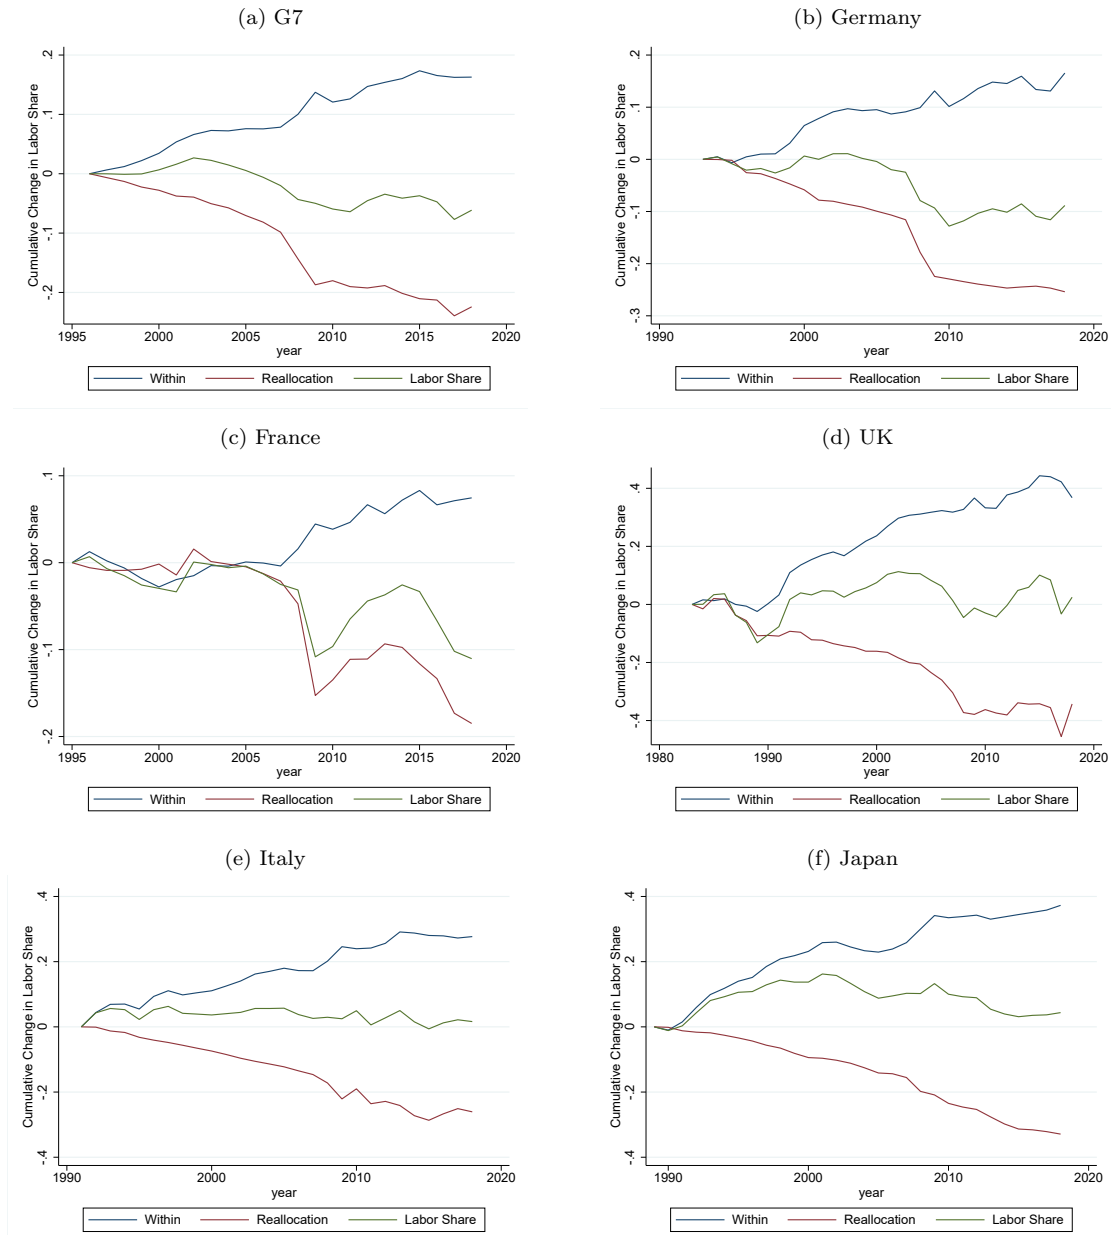 (a) G7
Cumulative Change in Labor Share
.2
.1
0
-.1
-.2
1995 2000 2005 2010 2015 2020
year
Within Reallocation Labor Share
(b) Germany
Cumulative Change in Labor Share
.2
.1
0
-.1
-.2
-.3
1990 2000 2010 2020
year
Within Reallocation Labor Share
(c) France
Cumulative Change in Labor Share
.1
0
-.1
-.2
1995 2000 2005 2010 2015 2020
year
Within Reallocation Labor Share
(d) UK
Cumulative Change in Labor Share
.4
.2
0
-.2
-.4
1980 1990 2000 2010 2020
year
Within Reallocation Labor Share
(e) Italy
Cumulative Change in Labor Share
.4
.2
0
-.2
-.4
1990 2000 2010 2020
year
Within Reallocation Labor Share
(f) Japan
Cumulative Change in Labor Share
.4
.2
0
-.2
-.4
1990 2000 2010 2020
year
Within Reallocation Labor Share